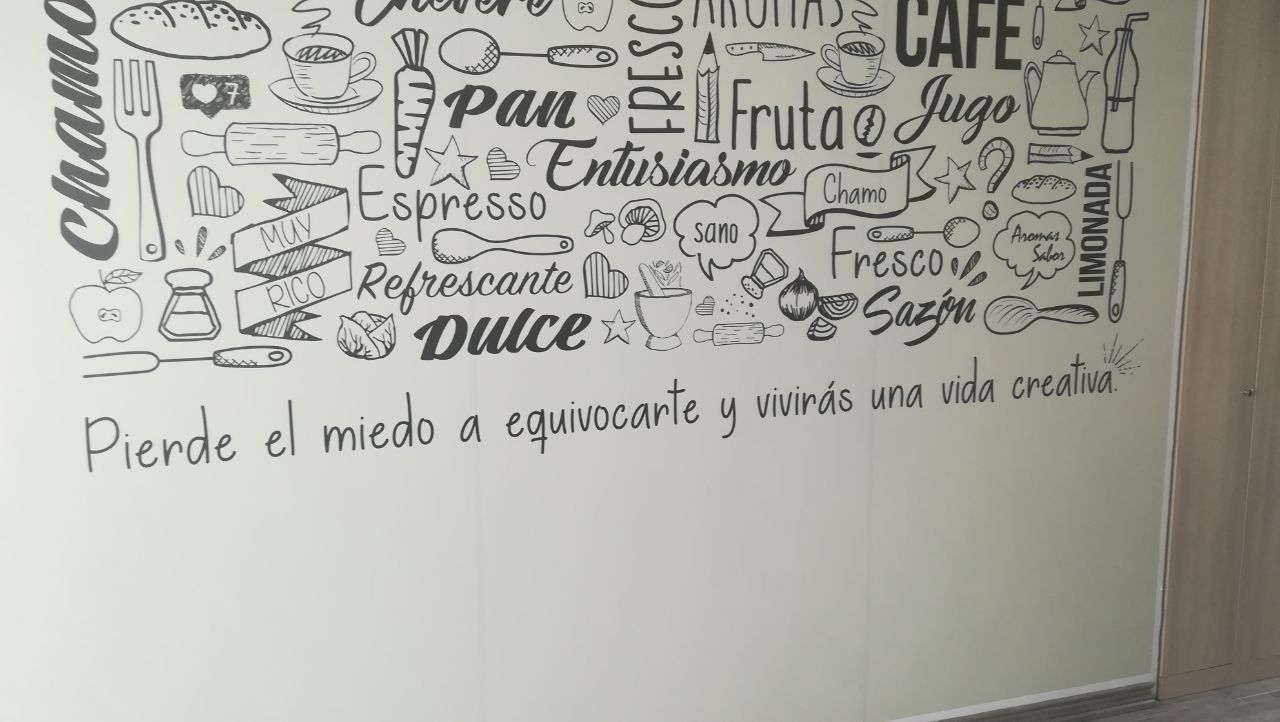 Chamo
Chévere
FRESCO
AROMAS
CAFÉ
7
Pan
Fruta
Jugo
Entusiasmo
Espresso
Chamo
LIMONADA
MUY
RICO
sano
Fresco
Aromas
Sabor
Refrescante
Dulce
Sazón
Pierde el miedo a equivocarte y vivirás una vida creativa.